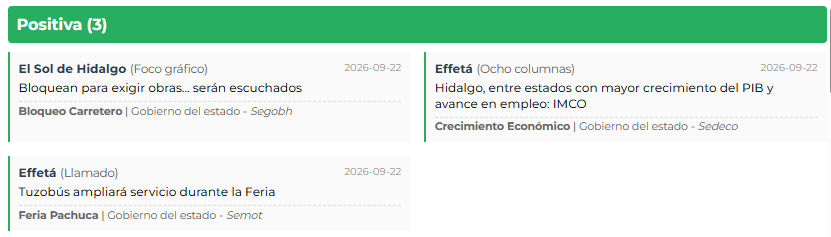 Positiva (3)
El Sol de Hidalgo (Foco gráfico) 2026-09-22
Bloquean para exigir obras... serán escuchados
Bloqueo Carretero | Gobierno del estado - Segobh
Effetá (Ocho columnas) 2026-09-22
Hidalgo, entre estados con mayor crecimiento del PIB y
avance en empleo: IMCO
Crecimiento Económico | Gobierno del estado - Sedeco
Effetá (Llamado) 2026-09-22
Tuzobús ampliará servicio durante la Feria
Feria Pachuca | Gobierno del estado - Semot